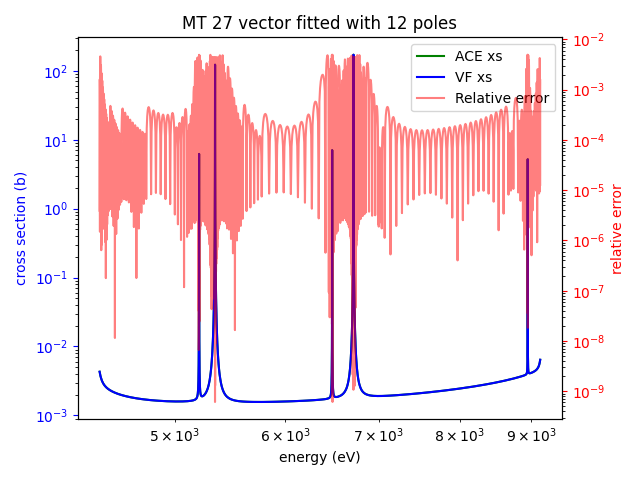 MT 27 vector fitted with 12 poles
ACE xs
VF xs
Relative error
cross section (b)
10²
10¹
10⁰
10⁻¹
10⁻²
10⁻³
relative error
10⁻²
10⁻³
10⁻⁴
10⁻⁵
10⁻⁶
10⁻⁷
10⁻⁸
10⁻⁹
5 × 10³ 6 × 10³ 7 × 10³ 8 × 10³ 9 × 10³
energy (eV)